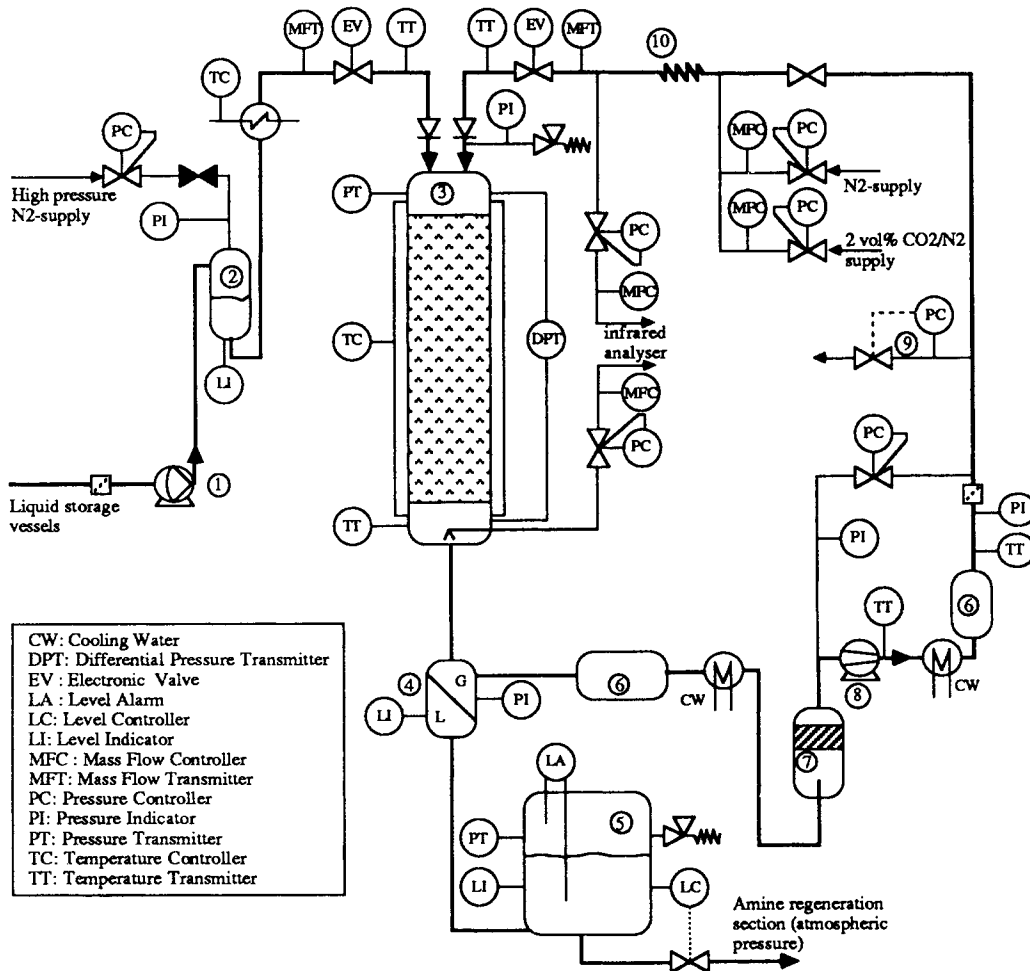 MFT
EV
TT
TT
EV
MFT
10
TC
PC
PI
MFC
PC
High pressure
N2-supply
N2-supply
PT
3
PI
MFC
PC
2 vol% CO2/N2
supply
PC
2
MFC
PC
TC
DPT
infrared
analyser
9
LI
MFC
PC
PC
1
Liquid storage
vessels
TT
PI
PI
TT
6
TT
CW: Cooling Water
DPT: Differential Pressure Transmitter
EV: Electronic Valve
LA : Level Alarm
LC: Level Controller
LI: Level Indicator
MFC : Mass Flow Controller
MFT: Mass Flow Transmitter
PC: Pressure Controller
PI: Pressure Indicator
PT: Pressure Transmitter
TC: Temperature Controller
TT: Temperature Transmitter
4
G
L
LI
PI
6
CW
8
CW
7
LA
5
PT
LI
LC
Amine regeneration
section (atmospheric
pressure)